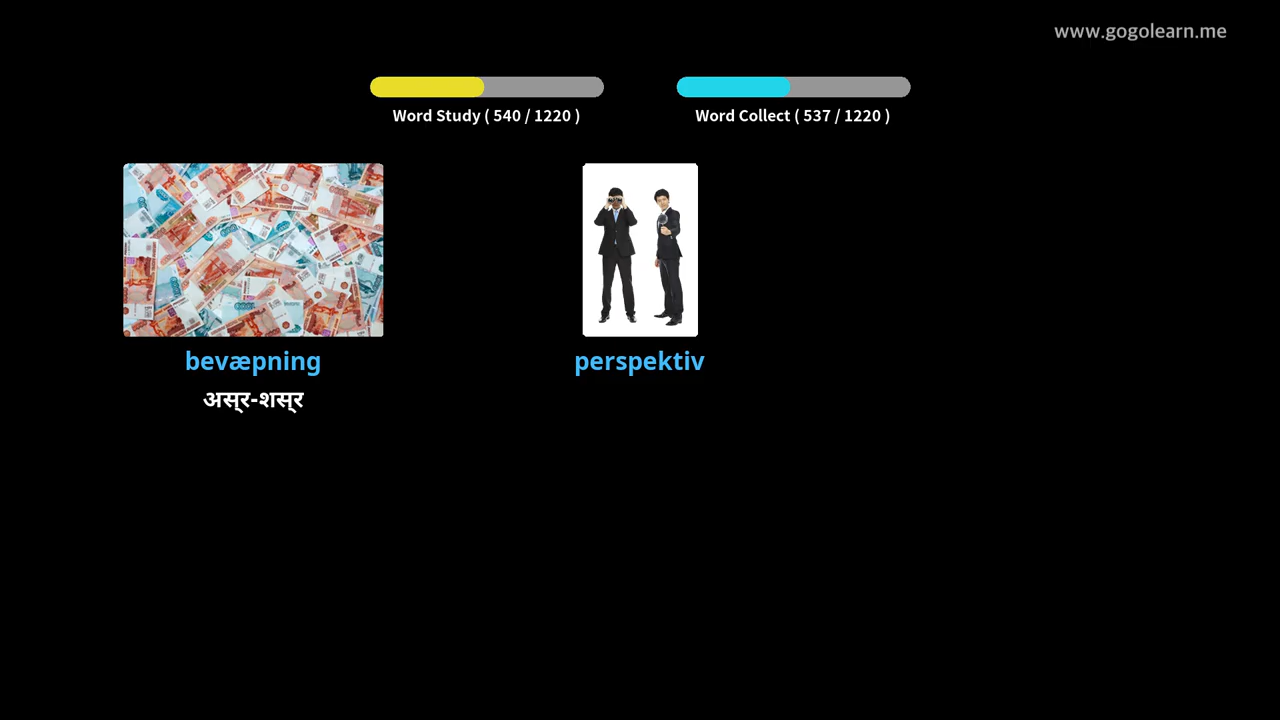 www.gogolearn.me
Word Study ( 540 / 1220 )
Word Collect ( 537 / 1220 )
bevæpning
perspektiv
अस्र-शस्र